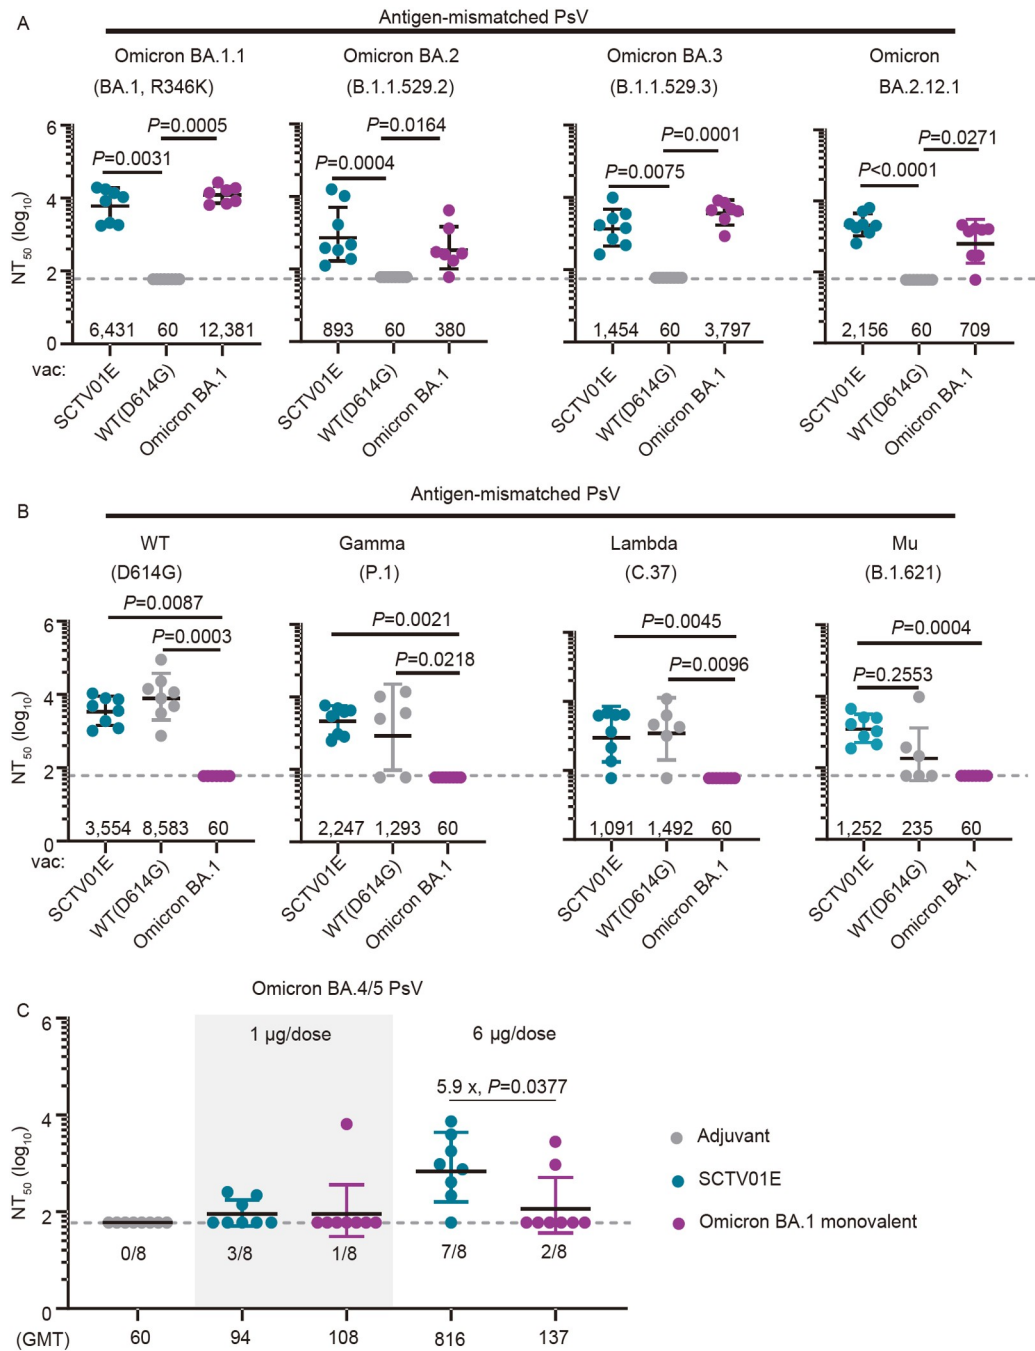 A
Antigen-mismatched PsV
Omicron BA.1.1 Omicron BA.2 Omicron BA.3 Omicron
(BA.1, R346K) (B.1.1.529.2) (B.1.1.529.3) BA.2.12.1
P=0.0005 P=0.0164 P=0.0001 P=0.0271
P=0.0031 P=0.0004 P=0.0075 P<0.0001
NT50 (log10)
6
4
2
0
6,431 60 12,381 893 60 380 1,454 60 3,797 2,156 60 709
vac:
SCTV01E WT(D614G) Omicron BA.1 SCTV01E WT(D614G) Omicron BA.1 SCTV01E WT(D614G) Omicron BA.1 SCTV01E WT(D614G) Omicron BA.1
B
Antigen-mismatched PsV
WT Gamma Lambda Mu
(D614G) (P.1) (C.37) (B.1.621)
P=0.0087 P=0.0021 P=0.0045 P=0.0004
P=0.0003 P=0.0218 P=0.0096 P=0.2553
NT50 (log10)
6
4
2
0
3,554 8,583 60 2,247 1,293 60 1,091 1,492 60 1,252 235 60
vac:
SCTV01E WT(D614G) Omicron BA.1 SCTV01E WT(D614G) Omicron BA.1 SCTV01E WT(D614G) Omicron BA.1 SCTV01E WT(D614G) Omicron BA.1
C
Omicron BA.4/5 PsV
1 µg/dose 6 µg/dose
5.9 x, P=0.0377
NT50 (log10)
6
4
2
0
0/8 3/8 1/8 7/8 2/8
(GMT) 60 94 108 816 137
Adjuvant
SCTV01E
Omicron BA.1 monovalent